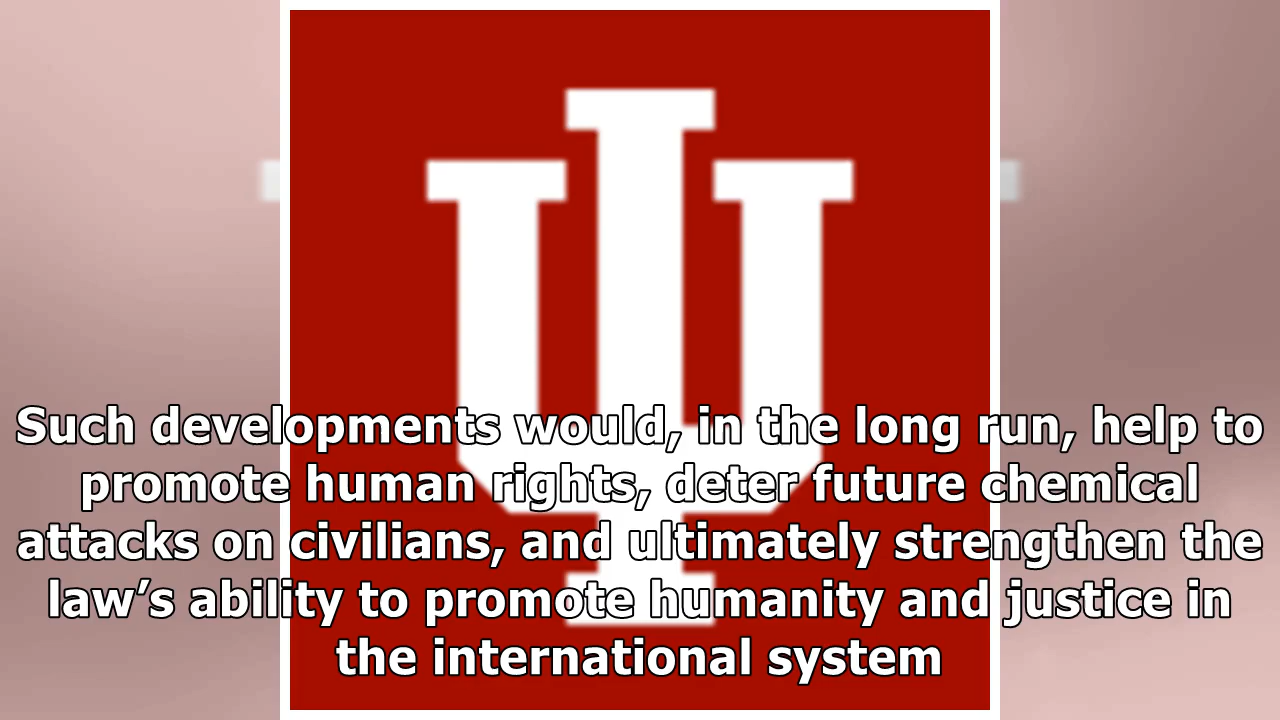 Such developments would, in the long run, help to
promote human rights, deter future chemical
attacks on civilians, and ultimately strengthen the
law’s ability to promote humanity and justice in
the international system